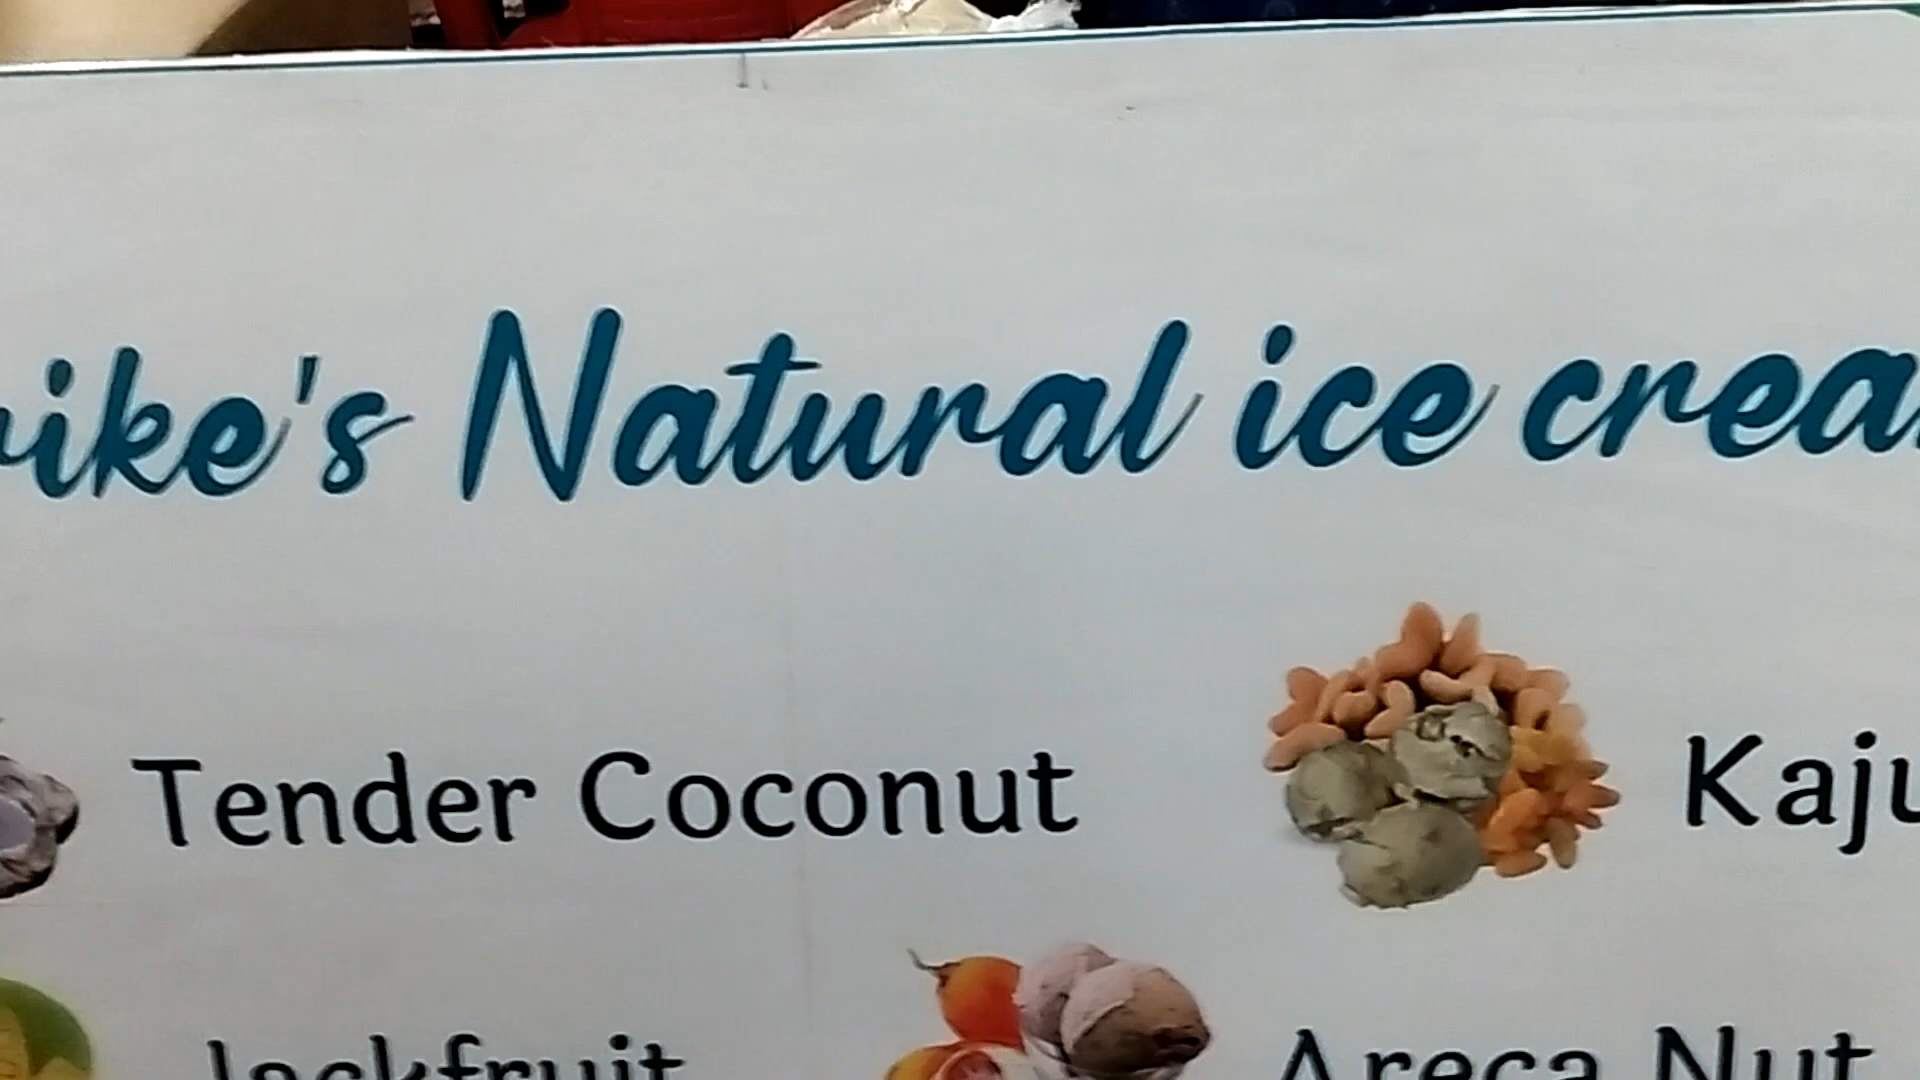 ike's Natural ice crea
Tender Coconut
Kaju
Jackfruit
Areca Nut